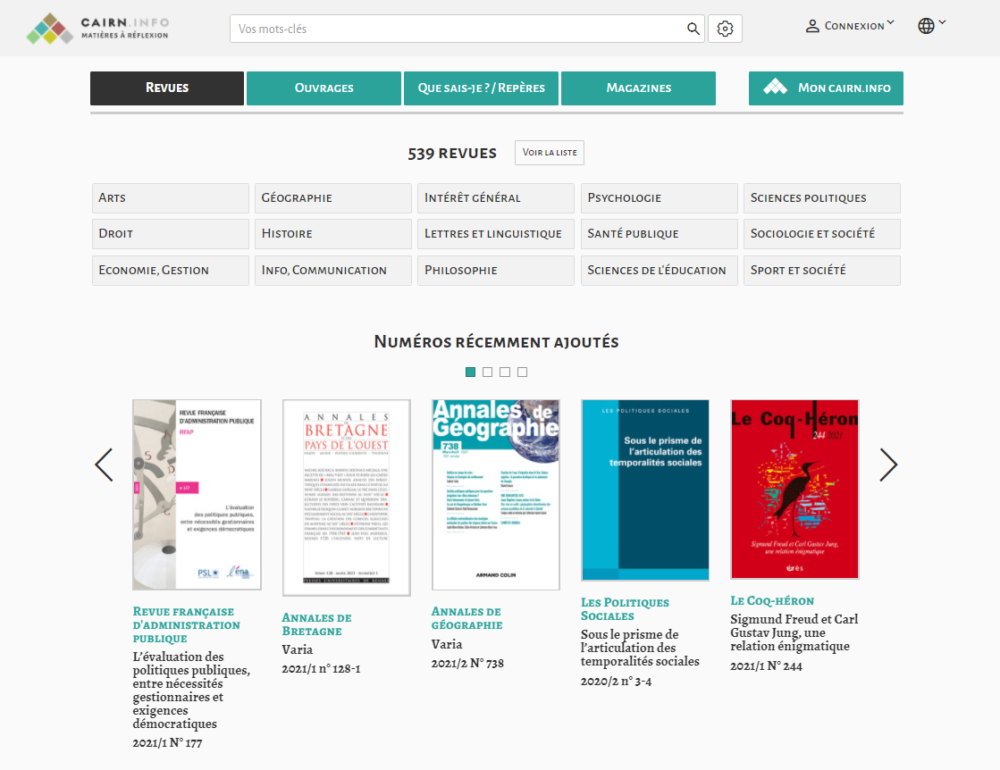 CAIRN.INFO
MATIÈRES À RÉFLEXION
Vos mots-clés
Connexion
Revues
Ouvrages
Que sais-je ? / Repères
Magazines
Mon cairn.info
539 revues
Voir la liste
Arts
Géographie
Intérêt général
Psychologie
Sciences politiques
Droit
Histoire
Lettres et linguistique
Santé publique
Sociologie et société
Economie, Gestion
Info, Communication
Philosophie
Sciences de l'éducation
Sport et société
Numéros récemment ajoutés
REVUE FRANÇAISE
D'ADMINISTRATION PUBLIQUE
RFAP
n° 177
L'évaluation
des politiques publiques,
entre nécessités gestionnaires
et exigences démocratiques
PSL
l'éna
ANNALES
DE
BRETAGNE
ET DES
PAYS DE L'OUEST
TOME 128 - MARS 2021 - NUMÉRO 1
PRESSES UNIVERSITAIRES DE RENNES
Annales de
Géographie
738
ARMAND COLIN
LES POLITIQUES SOCIALES
Sous le prisme de
l'articulation des
temporalités sociales
Le Coq-Héron
244 2021
Sigmund Freud et Carl Gustav Jung,
une relation énigmatique
érès
Revue française
d'administration
publique
L'évaluation des
politiques publiques,
entre nécessités
gestionnaires et
exigences
démocratiques
2021/1 N° 177
Annales de
Bretagne
Varia
2021/1 n° 128-1
Annales de
géographie
Varia
2021/2 N° 738
Les Politiques
Sociales
Sous le prisme de
l'articulation des
temporalités sociales
2020/2 n° 3-4
Le Coq-héron
Sigmund Freud et Carl
Gustav Jung, une
relation énigmatique
2021/1 N° 244